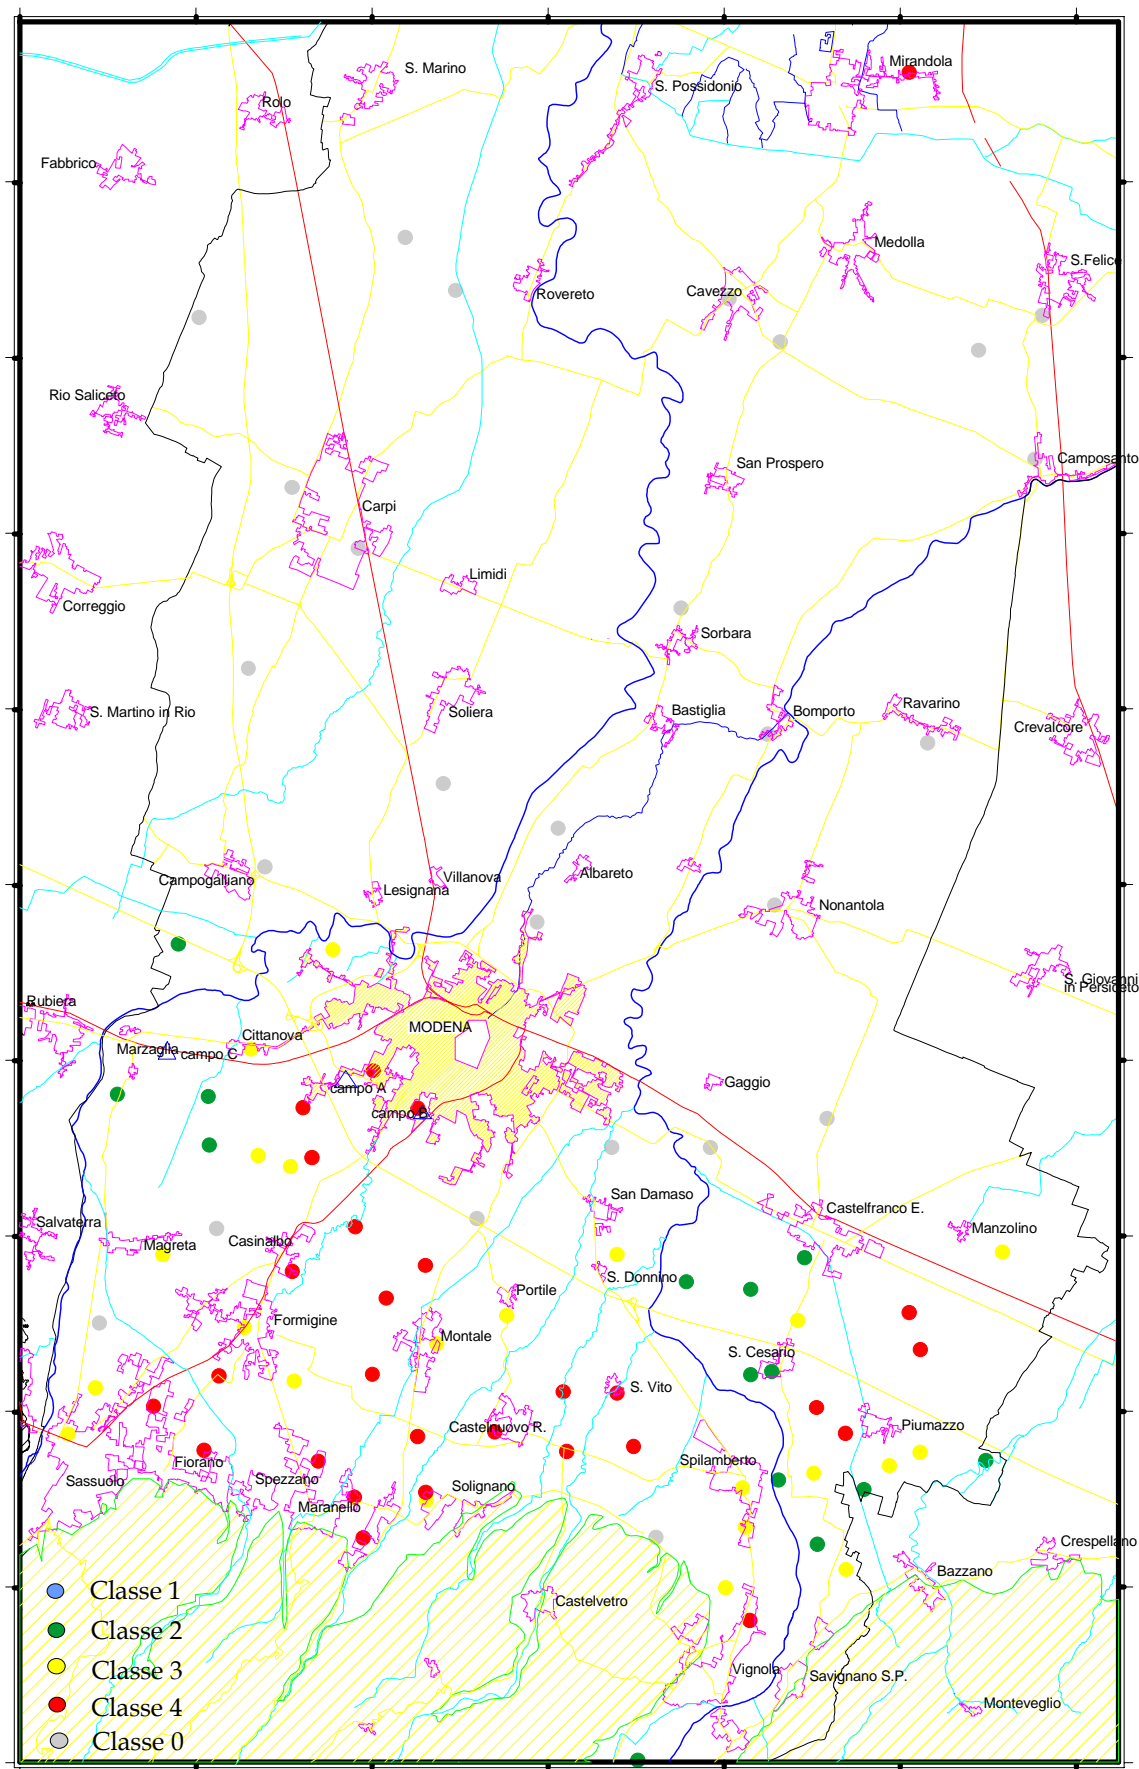 Mirandola
S. Marino
S. Possidonio
Rolo
Fabbrico
Medolla
S.Felice
Rovereto
Cavezzo
Rio Saliceto
San Prospero
Camposanto
Carpi
Limidi
Correggio
Sorbara
S. Martino in Rio
Soliera
Bastiglia
Bomporto
Ravarino
Crevalcore
Campogalliano
Lesignana
Villanova
Albareto
Nonantola
S. Giovanni
in Persiceto
Rubiera
MODENA
Cittanova
Marzaglia
campo C
campo A
campo B
Gaggio
San Damaso
Castelfranco E.
Manzolino
Salvaterra
Magreta
Casinalbo
S. Donnino
Portile
Formigine
Montale
S. Cesario
S. Vito
Castelnuovo R.
Piumazzo
Spilamberto
Fiorano
Sassuolo
Spezzano
Maranello
Solignano
Crespellano
Bazzano
Castelvetro
Vignola
Savignano S.P.
Monteveglio
Classe 1
Classe 2
Classe 3
Classe 4
Classe 0